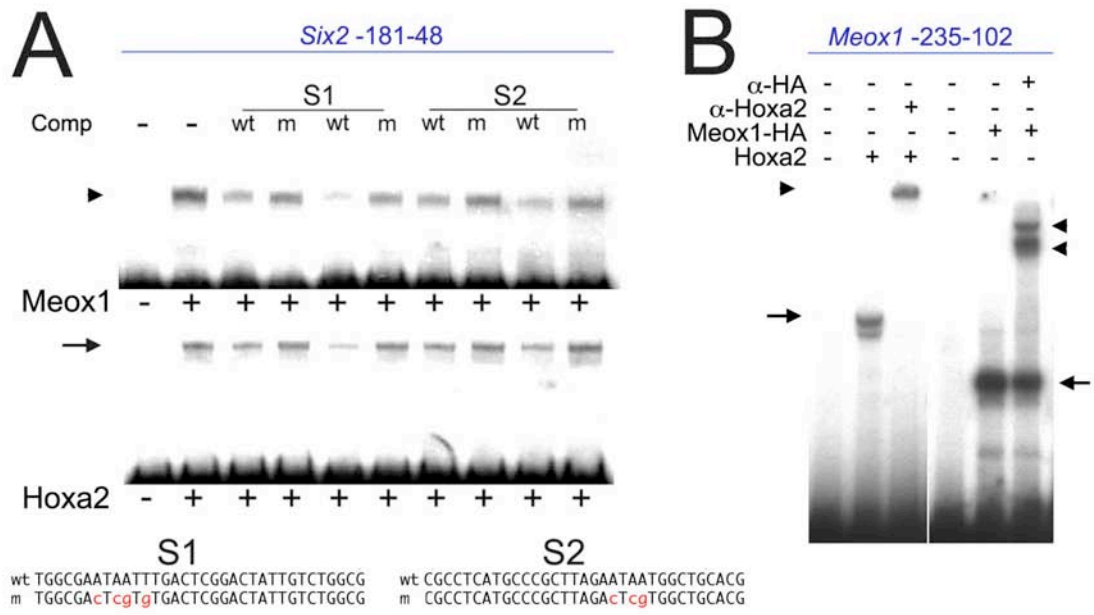 A
Six2 -181-48
S1 S2
Comp - - wt m wt m wt m wt m
Meox1 - + + + + + + + + +
Hoxa2 - + + + + + + + + +
S1
wt TGGCGAATAATTTGACTCGGACTATTGTCTGGCG
m TGGCGAcTcgTgTGACTCGGACTATTGTCTGGCG
S2
wt CGCCTCATGCCCGCTTAGAATAATGGCTGCACG
m CGCCTCATGCCCGCTTAGAcTcgTGGCTGCACG
B
Meox1 -235-102
α-HA - - - - - +
α-Hoxa2 - - + - - -
Meox1-HA - - - - + +
Hoxa2 - + + - - -